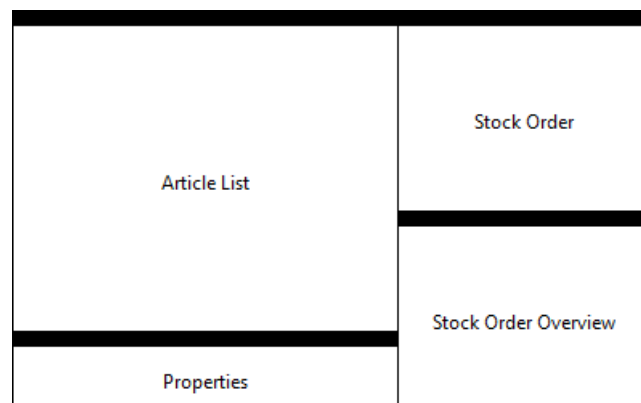 Article List
Stock Order
Stock Order Overview
Properties